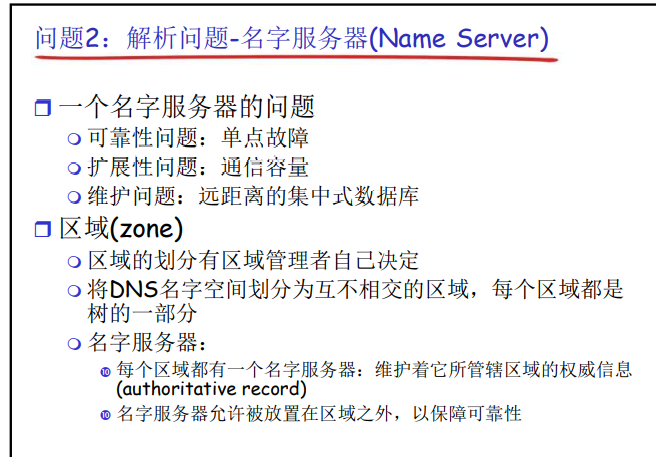 问题2：解析问题-名字服务器(Name Server)
一个名字服务器的问题
可靠性问题：单点故障
扩展性问题：通信容量
维护问题：远距离的集中式数据库
区域(zone)
区域的划分有区域管理者自己决定
将DNS名字空间划分为互不相交的区域，每个区域都是
树的一部分
名字服务器：
每个区域都有一个名字服务器：维护着它所管辖区域的权威信息
(authoritative record)
名字服务器允许被放置在区域之外，以保障可靠性